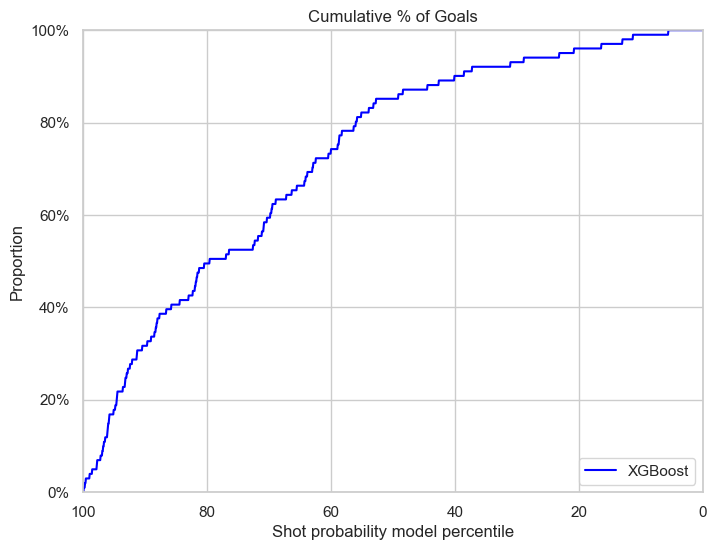 Cumulative % of Goals
100%
80%
60%
40%
20%
0%
Proportion
100 80 60 40 20 0
Shot probability model percentile
XGBoost